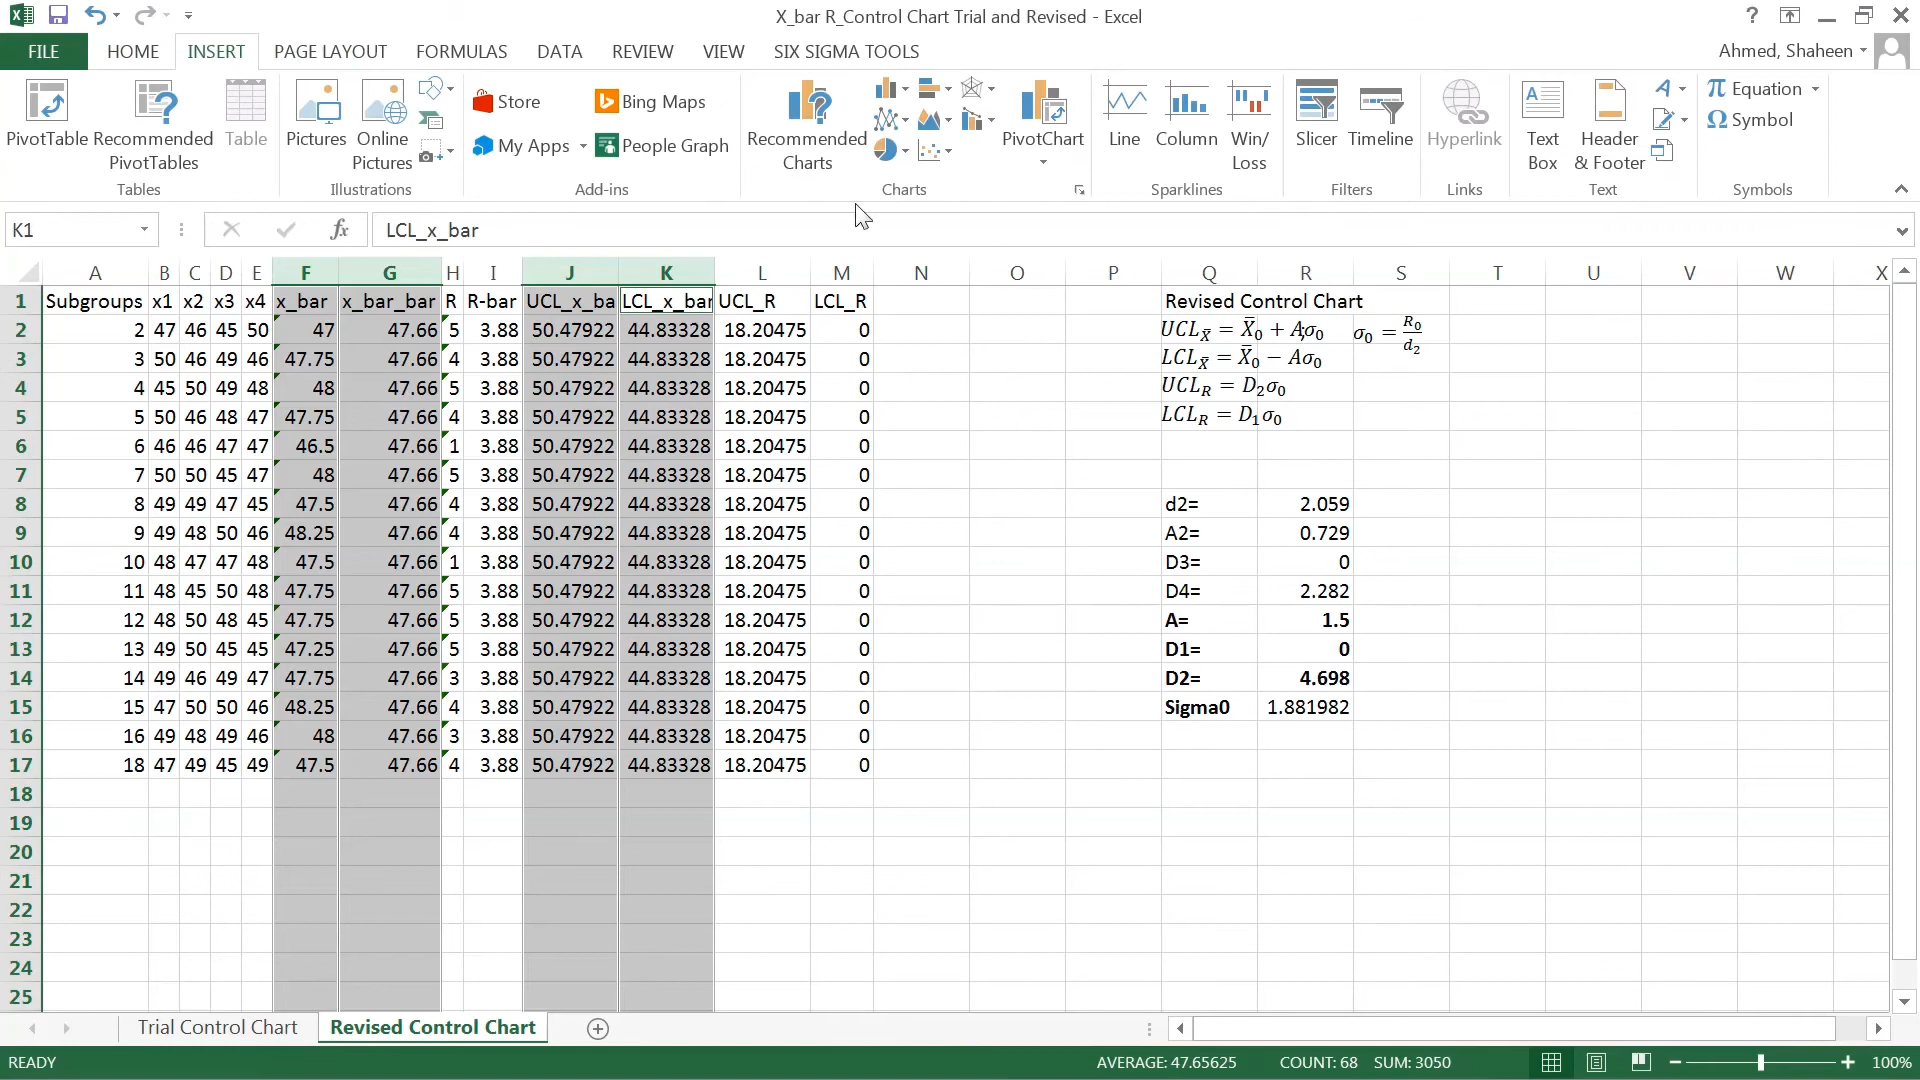 X_bar R_Control Chart Trial and Revised - Excel
FILE HOME INSERT PAGE LAYOUT FORMULAS DATA REVIEW VIEW SIX SIGMA TOOLS Ahmed, Shaheen
PivotTable Recommended PivotTables Table
Pictures Online Pictures
Store
My Apps
Bing Maps
People Graph
Recommended Charts
PivotChart
Line Column Win/Loss
Slicer Timeline
Hyperlink
Text Box Header & Footer
π Equation
Ω Symbol
Tables Illustrations Add-ins Charts Sparklines Filters Links Text Symbols
K1 fx LCL_x_bar
A B C D E F G H I J K L M N O P Q R S T U V W X
1 Subgroups x1 x2 x3 x4 x_bar x_bar_bar R R-bar UCL_x_ba LCL_x_bar UCL_R LCL_R Revised Control Chart
2 2 47 46 45 50 47 47.66 5 3.88 50.47922 44.83328 18.20475 0 UCL_X̄ = X̄₀ + Aσ₀ σ₀ = R₀/d₂
3 3 50 46 49 46 47.75 47.66 4 3.88 50.47922 44.83328 18.20475 0 LCL_X̄ = X̄₀ − Aσ₀
4 4 45 50 49 48 48 47.66 5 3.88 50.47922 44.83328 18.20475 0 UCL_R = D₂σ₀
5 5 50 46 48 47 47.75 47.66 4 3.88 50.47922 44.83328 18.20475 0 LCL_R = D₁σ₀
6 6 46 46 47 47 46.5 47.66 1 3.88 50.47922 44.83328 18.20475 0
7 7 50 50 45 47 48 47.66 5 3.88 50.47922 44.83328 18.20475 0
8 8 49 49 47 45 47.5 47.66 4 3.88 50.47922 44.83328 18.20475 0 d2= 2.059
9 9 49 48 50 46 48.25 47.66 4 3.88 50.47922 44.83328 18.20475 0 A2= 0.729
10 10 48 47 47 48 47.5 47.66 1 3.88 50.47922 44.83328 18.20475 0 D3= 0
11 11 48 45 50 48 47.75 47.66 5 3.88 50.47922 44.83328 18.20475 0 D4= 2.282
12 12 48 50 48 45 47.75 47.66 5 3.88 50.47922 44.83328 18.20475 0 A= 1.5
13 13 49 50 45 45 47.25 47.66 5 3.88 50.47922 44.83328 18.20475 0 D1= 0
14 14 49 46 49 47 47.75 47.66 3 3.88 50.47922 44.83328 18.20475 0 D2= 4.698
15 15 47 50 50 46 48.25 47.66 4 3.88 50.47922 44.83328 18.20475 0 Sigma0 1.881982
16 16 49 48 49 46 48 47.66 3 3.88 50.47922 44.83328 18.20475 0
17 18 47 49 45 49 47.5 47.66 4 3.88 50.47922 44.83328 18.20475 0
18
19
20
21
22
23
24
25
Trial Control Chart Revised Control Chart
READY AVERAGE: 47.65625 COUNT: 68 SUM: 3050 100%